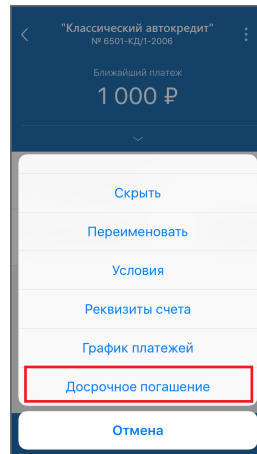 "Классический автокредит"
№ 6501-КД/1-2006
Ближайший платеж
1 000 ₽
Скрыть
Переименовать
Условия
Реквизиты счета
График платежей
Досрочное погашение
Отмена